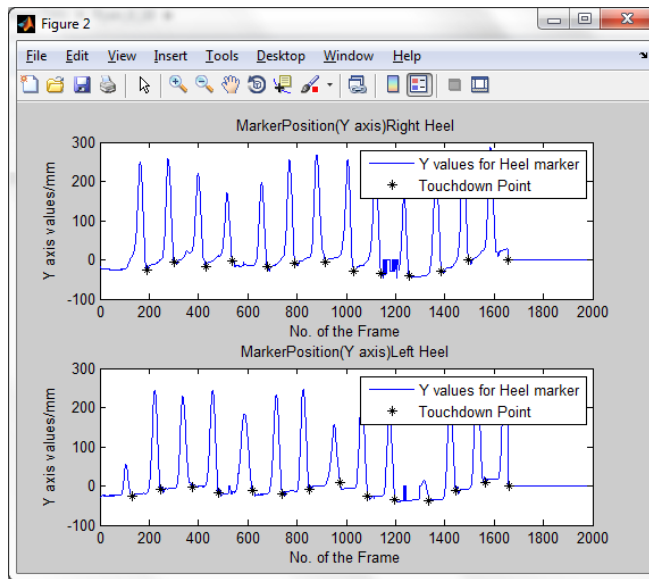 Figure 2
File Edit View Insert Tools Desktop Window Help
MarkerPosition(Y axis)Right Heel
300
200
100
0
-100
Y axis values/mm
Y values for Heel marker
Touchdown Point
0 200 400 600 800 1000 1200 1400 1600 1800 2000
No. of the Frame
MarkerPosition(Y axis)Left Heel
300
200
100
0
-100
Y axis values/mm
Y values for Heel marker
Touchdown Point
0 200 400 600 800 1000 1200 1400 1600 1800 2000
No. of the Frame